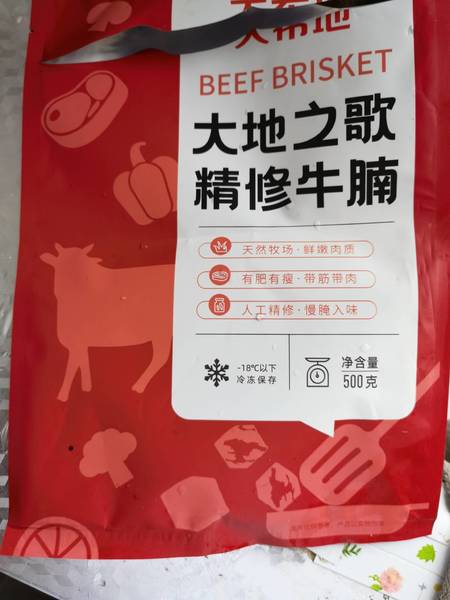 大希地
BEEF BRISKET
大地之歌
精修牛腩
天然牧场·鲜嫩肉质
有肥有瘦·带筋带肉
人工精修·慢腌入味
-18℃以下
冷冻保存
净含量
500克